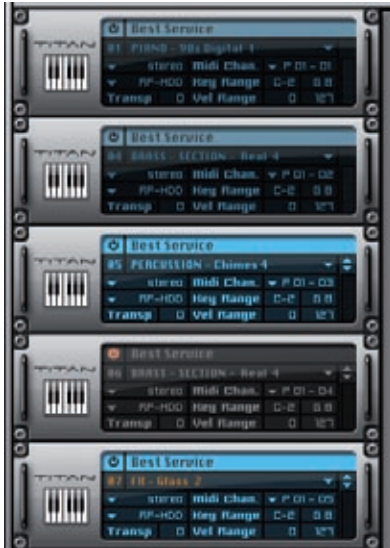 TITAN
Best Service
01 PIANO - 90s Digital 1
stereo Midi Chan. P 01 - 01
RP-HDD Key Range C-2 G 8
Transp 0 Vel Range 0 127
TITAN
Best Service
04 BRASS - SECTION - Real 4
stereo Midi Chan. P 01 - 02
RP-HDD Key Range C-2 G 8
Transp 0 Vel Range 0 127
TITAN
Best Service
05 PERCUSSION - Chimes 4
stereo Midi Chan. P 01 - 03
RP-HDD Key Range C-2 G 8
Transp 0 Vel Range 0 127
TITAN
Best Service
06 BRASS - SECTION - Real 4
stereo Midi Chan. P 01 - 04
RP-HDD Key Range C-2 G 8
Transp 0 Vel Range 0 127
TITAN
Best Service
07 FX - Glass 2
stereo Midi Chan. P 01 - 05
RP-HDD Key Range C-2 G 8
Transp 0 Vel Range 0 127